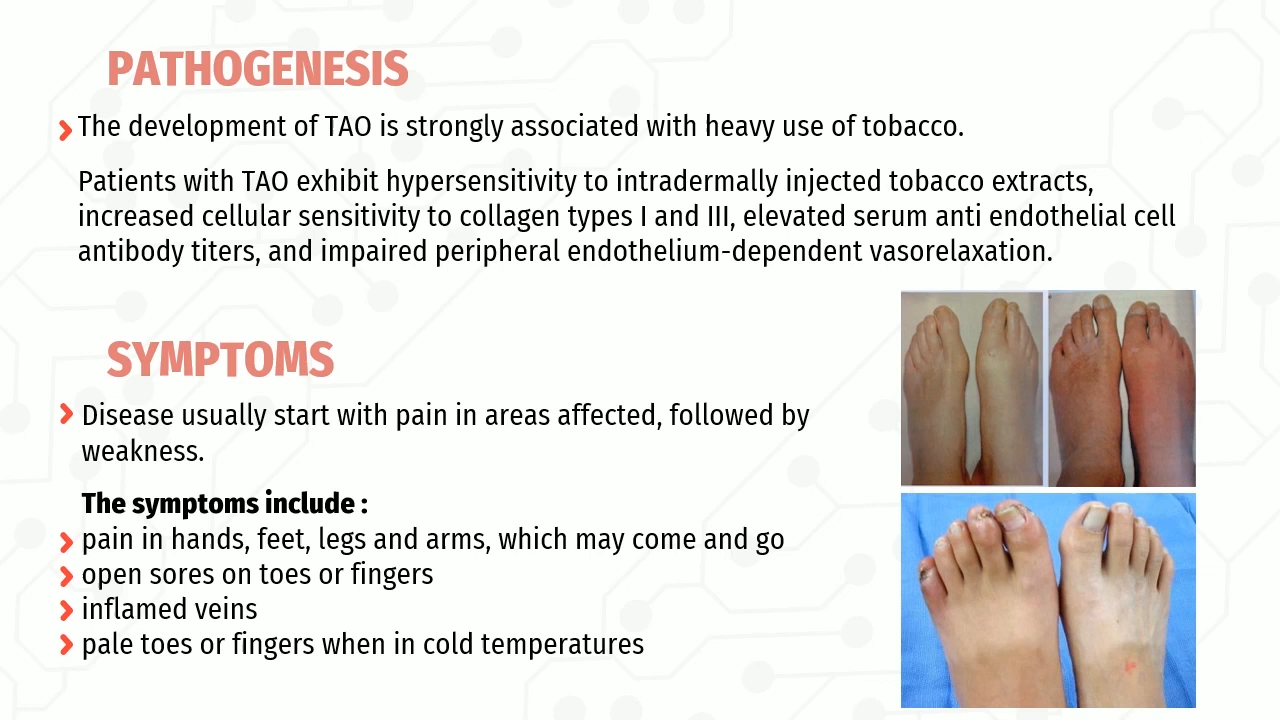 PATHOGENESIS
The development of TAO is strongly associated with heavy use of tobacco.
Patients with TAO exhibit hypersensitivity to intradermally injected tobacco extracts,
increased cellular sensitivity to collagen types I and III, elevated serum anti endothelial cell
antibody titers, and impaired peripheral endothelium-dependent vasorelaxation.
SYMPTOMS
Disease usually start with pain in areas affected, followed by
weakness.
The symptoms include :
pain in hands, feet, legs and arms, which may come and go
open sores on toes or fingers
inflamed veins
pale toes or fingers when in cold temperatures